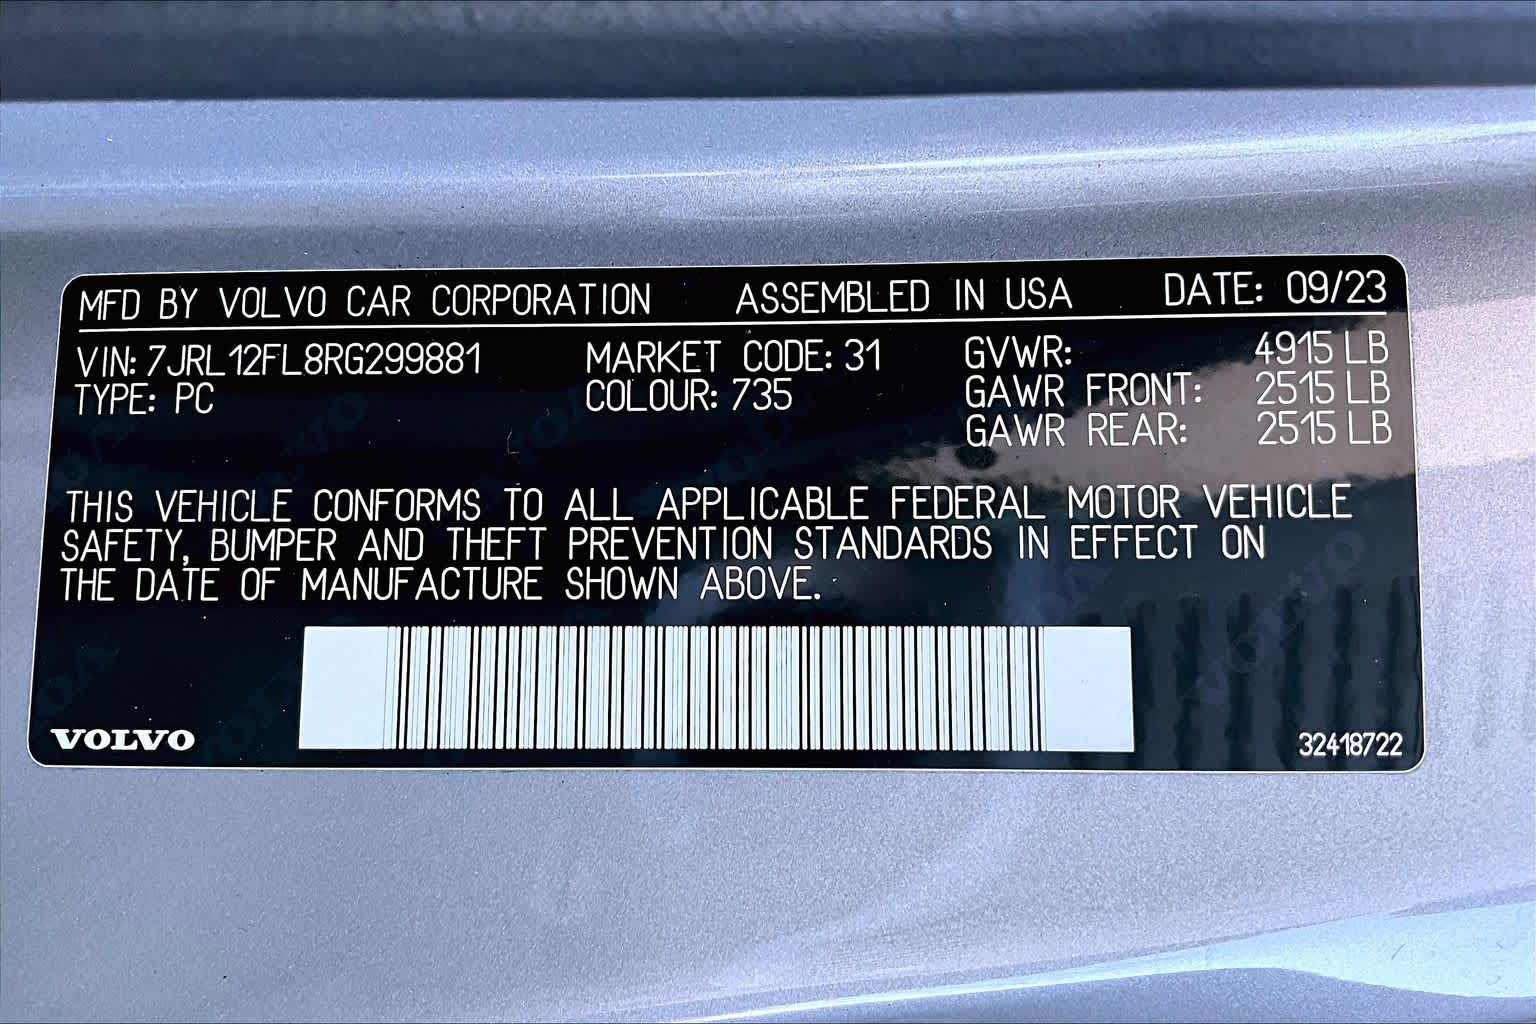 MFD BY VOLVO CAR CORPORATION ASSEMBLED IN USA DATE: 09/23
VIN: 7JRL12FL8RG299881 MARKET CODE: 31 GVWR: 4915 LB
TYPE: PC COLOUR: 735 GAWR FRONT: 2515 LB
GAWR REAR: 2515 LB
THIS VEHICLE CONFORMS TO ALL APPLICABLE FEDERAL MOTOR VEHICLE
SAFETY, BUMPER AND THEFT PREVENTION STANDARDS IN EFFECT ON
THE DATE OF MANUFACTURE SHOWN ABOVE.
VOLVO 32418722